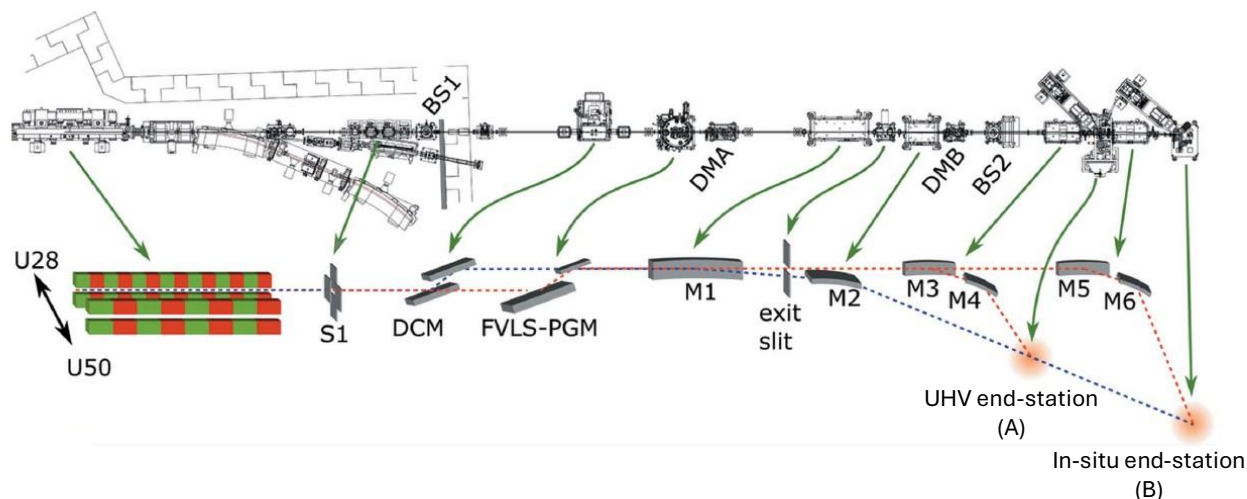 BS1
DMA
DMB
BS2
U28
U50
S1
DCM
FVLS-PGM
M1
exit
slit
M2
M3
M4
M5
M6
UHV end-station
(A)
In-situ end-station
(B)